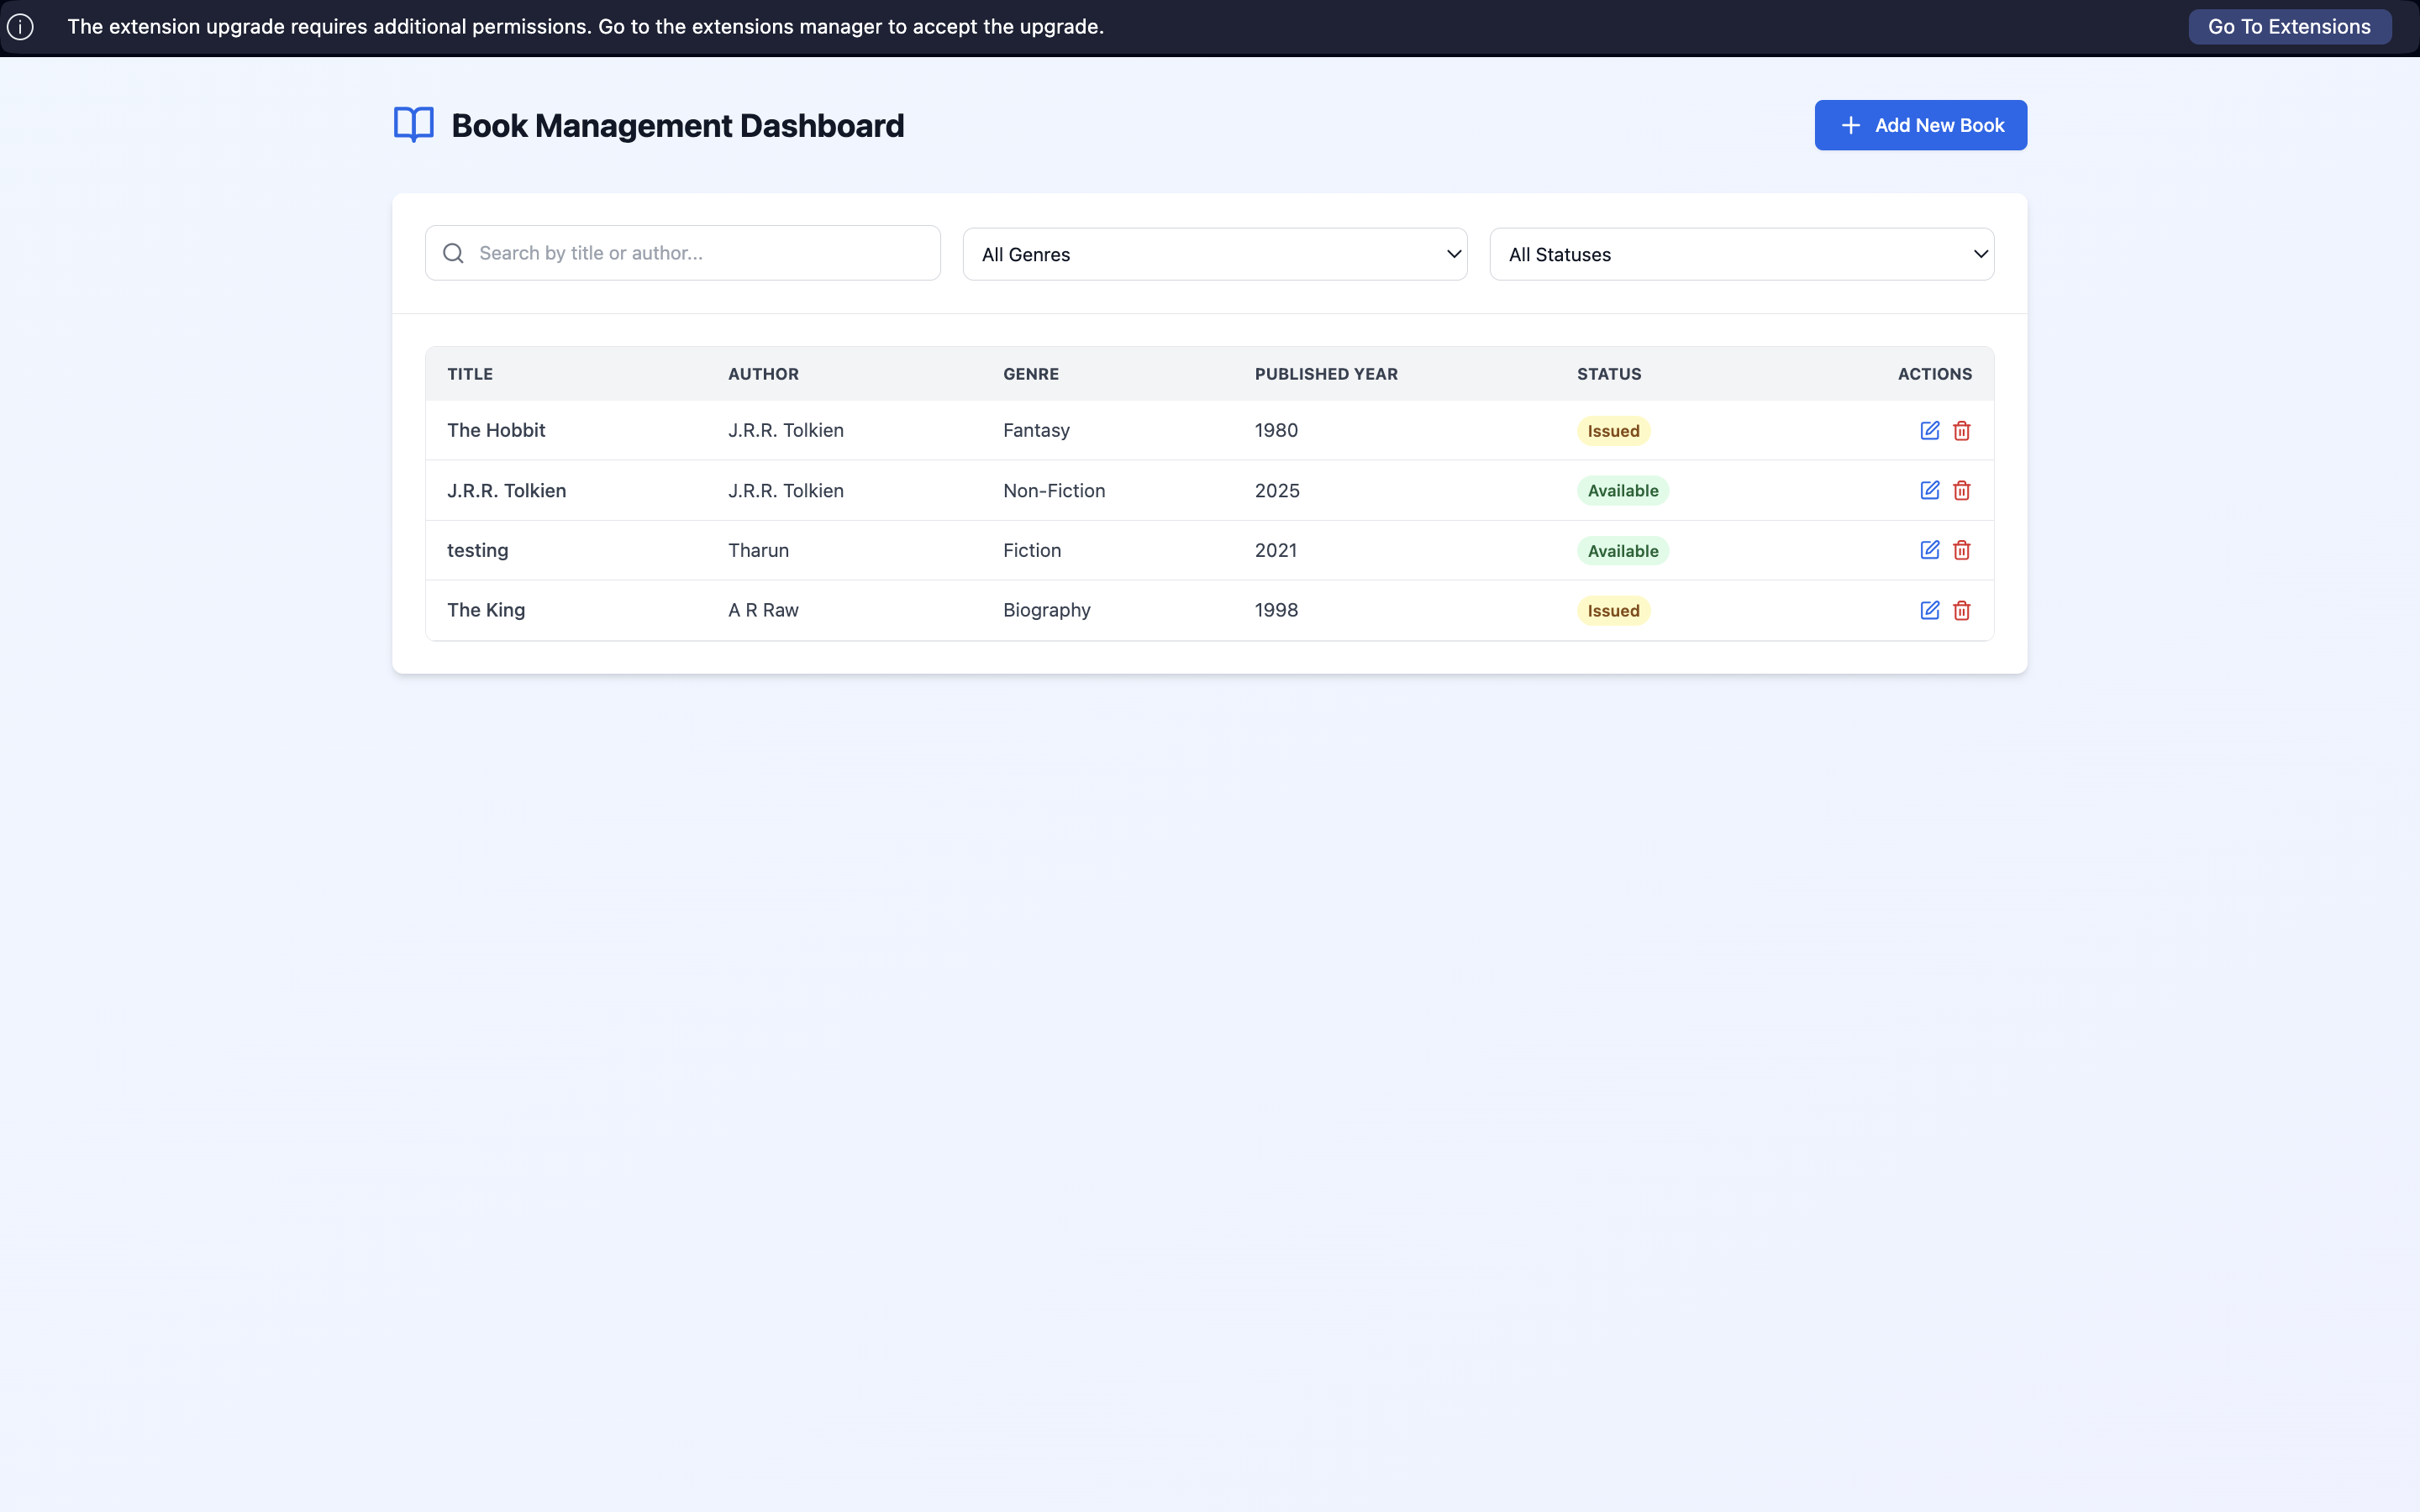 The extension upgrade requires additional permissions. Go to the extensions manager to accept the upgrade. Go To Extensions
Book Management Dashboard Add New Book
Search by title or author... All Genres All Statuses
TITLE AUTHOR GENRE PUBLISHED YEAR STATUS ACTIONS
The Hobbit J.R.R. Tolkien Fantasy 1980 Issued
J.R.R. Tolkien J.R.R. Tolkien Non-Fiction 2025 Available
testing Tharun Fiction 2021 Available
The King A R Raw Biography 1998 Issued